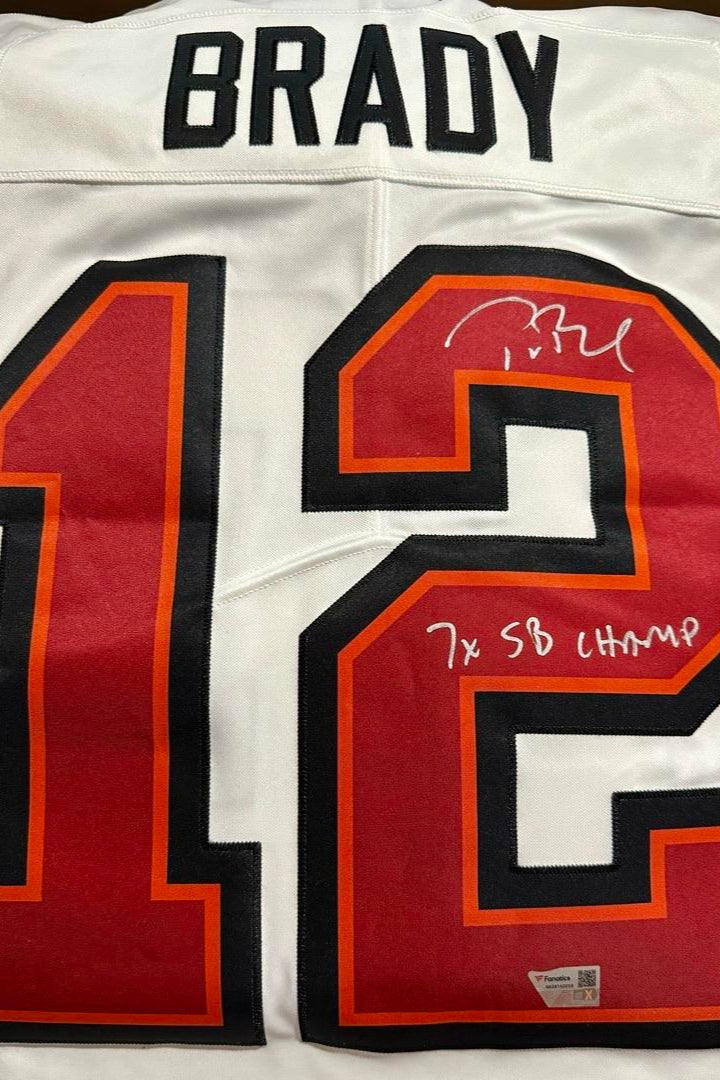 BRADY
12
7x SB CHAMP
Fanatics